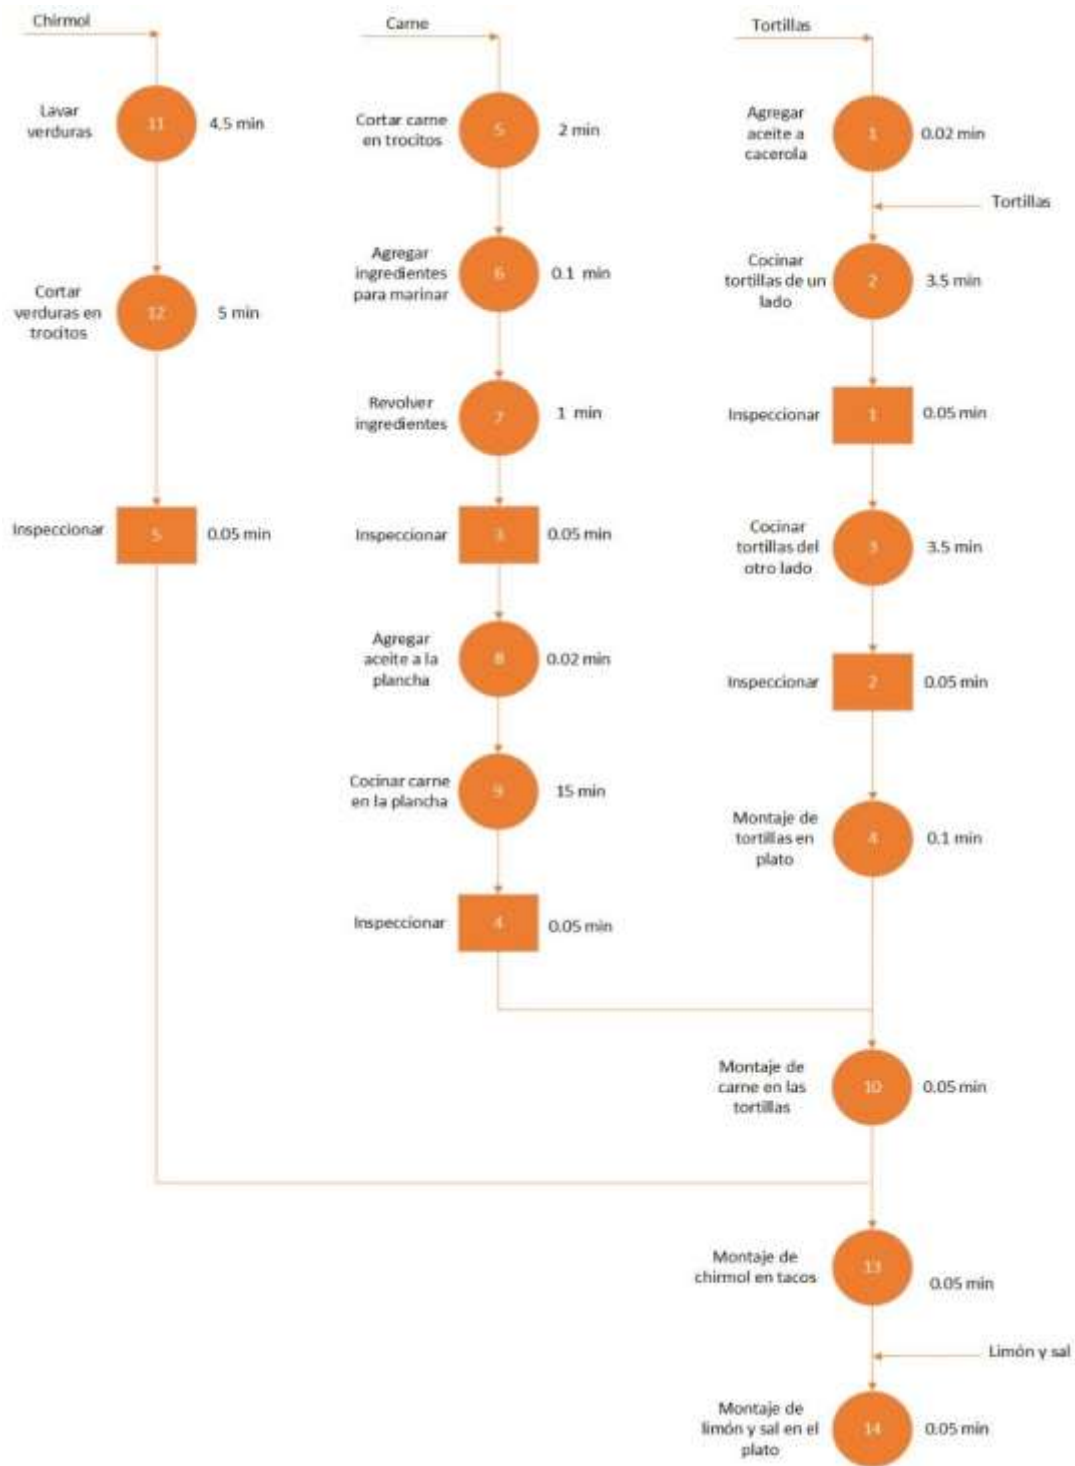 Chirmol
Lavar
verduras
11
4.5 min
Cortar
verduras en
trocitos
12
5 min
Inspeccionar
5
0.05 min
Carne
Cortar carne
en trocitos
5
2 min
Agregar
ingredientes
para marinar
6
0.1 min
Revolver
ingredientes
7
1 min
Inspeccionar
3
0.05 min
Agregar
aceite a la
plancha
8
0.02 min
Cocinar carne
en la plancha
9
15 min
Inspeccionar
4
0.05 min
Tortillas
Agregar
aceite a
cacerola
1
0.02 min
Tortillas
Cocinar
tortillas de un
lado
2
3.5 min
Inspeccionar
1
0.05 min
Cocinar
tortillas del
otro lado
3
3.5 min
Inspeccionar
2
0.05 min
Montaje de
tortillas en
plato
4
0.1 min
Montaje de
carne en las
tortillas
10
0.05 min
Montaje de
chirmol en tacos
13
0.05 min
Limón y sal
Montaje de
limón y sal en el
plato
14
0.05 min